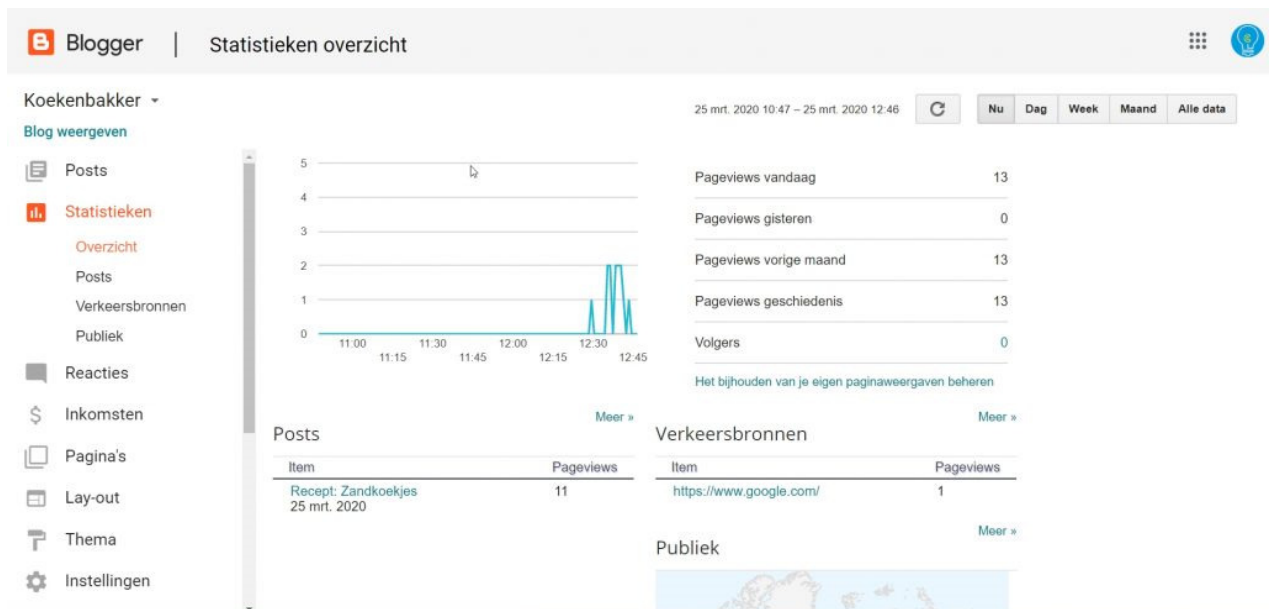 Blogger | Statistieken overzicht
Koekenbakker
Blog weergeven
Posts
Statistieken
Overzicht
Posts
Verkeersbronnen
Publiek
Reacties
Inkomsten
Pagina's
Lay-out
Thema
Instellingen
25 mrt. 2020 10:47 – 25 mrt. 2020 12:46
Nu Dag Week Maand Alle data
5
4
3
2
1
0
11:00 11:30 12:00 12:30
11:15 11:45 12:15 12:45
Pageviews vandaag 13
Pageviews gisteren 0
Pageviews vorige maand 13
Pageviews geschiedenis 13
Volgers 0
Het bijhouden van je eigen paginaweergaven beheren
Meer »
Posts
Item Pageviews
Recept: Zandkoekjes 11
25 mrt. 2020
Meer »
Verkeersbronnen
Item Pageviews
https://www.google.com/ 1
Meer »
Publiek